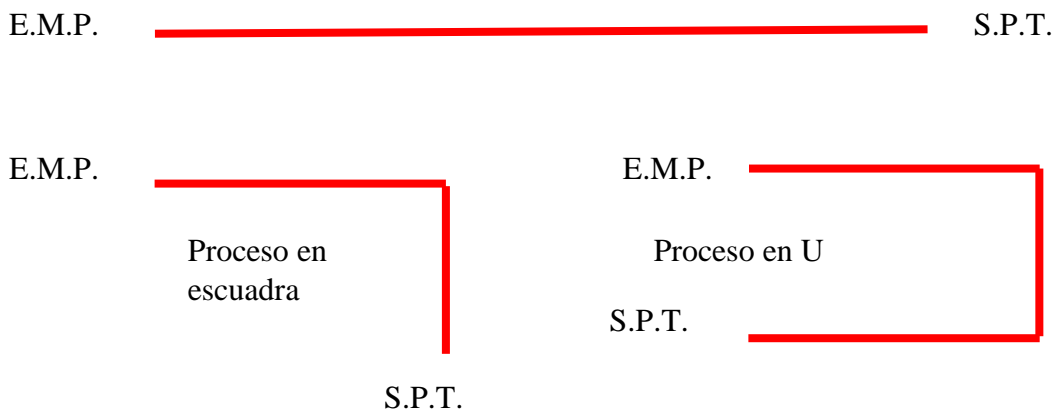 E.M.P.
S.P.T.
E.M.P.
Proceso en
escuadra
S.P.T.
E.M.P.
Proceso en U
S.P.T.